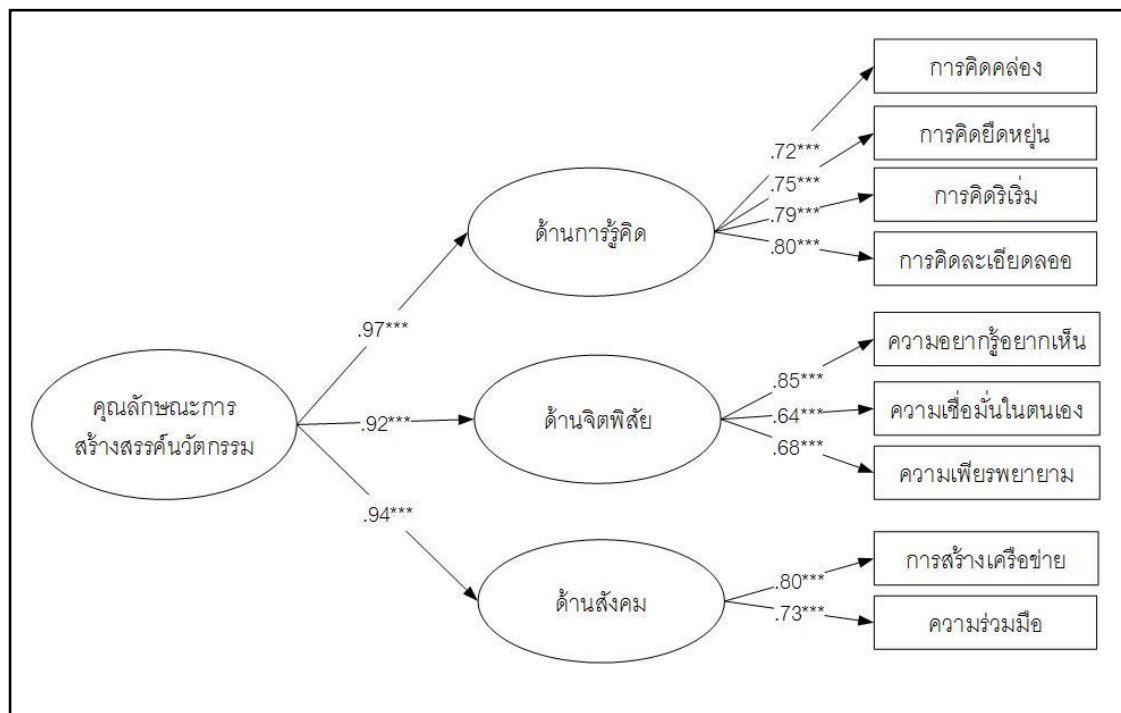 การคิดคล่อง
การคิดยืดหยุ่น
.72***
.75***
การคิดริเริ่ม
.79***
ด้านการรู้คิด
.80***
การคิดละเอียดลออ
.97***
ความอยากรู้อยากเห็น
.85***
คุณลักษณะการ
สร้างสรรค์นวัตกรรม
.92***
ด้านจิตพิสัย
.64***
ความเชื่อมั่นในตนเอง
.68***
ความเพียรพยายาม
.94***
การสร้างเครือข่าย
.80***
ด้านสังคม
.73***
ความร่วมมือ